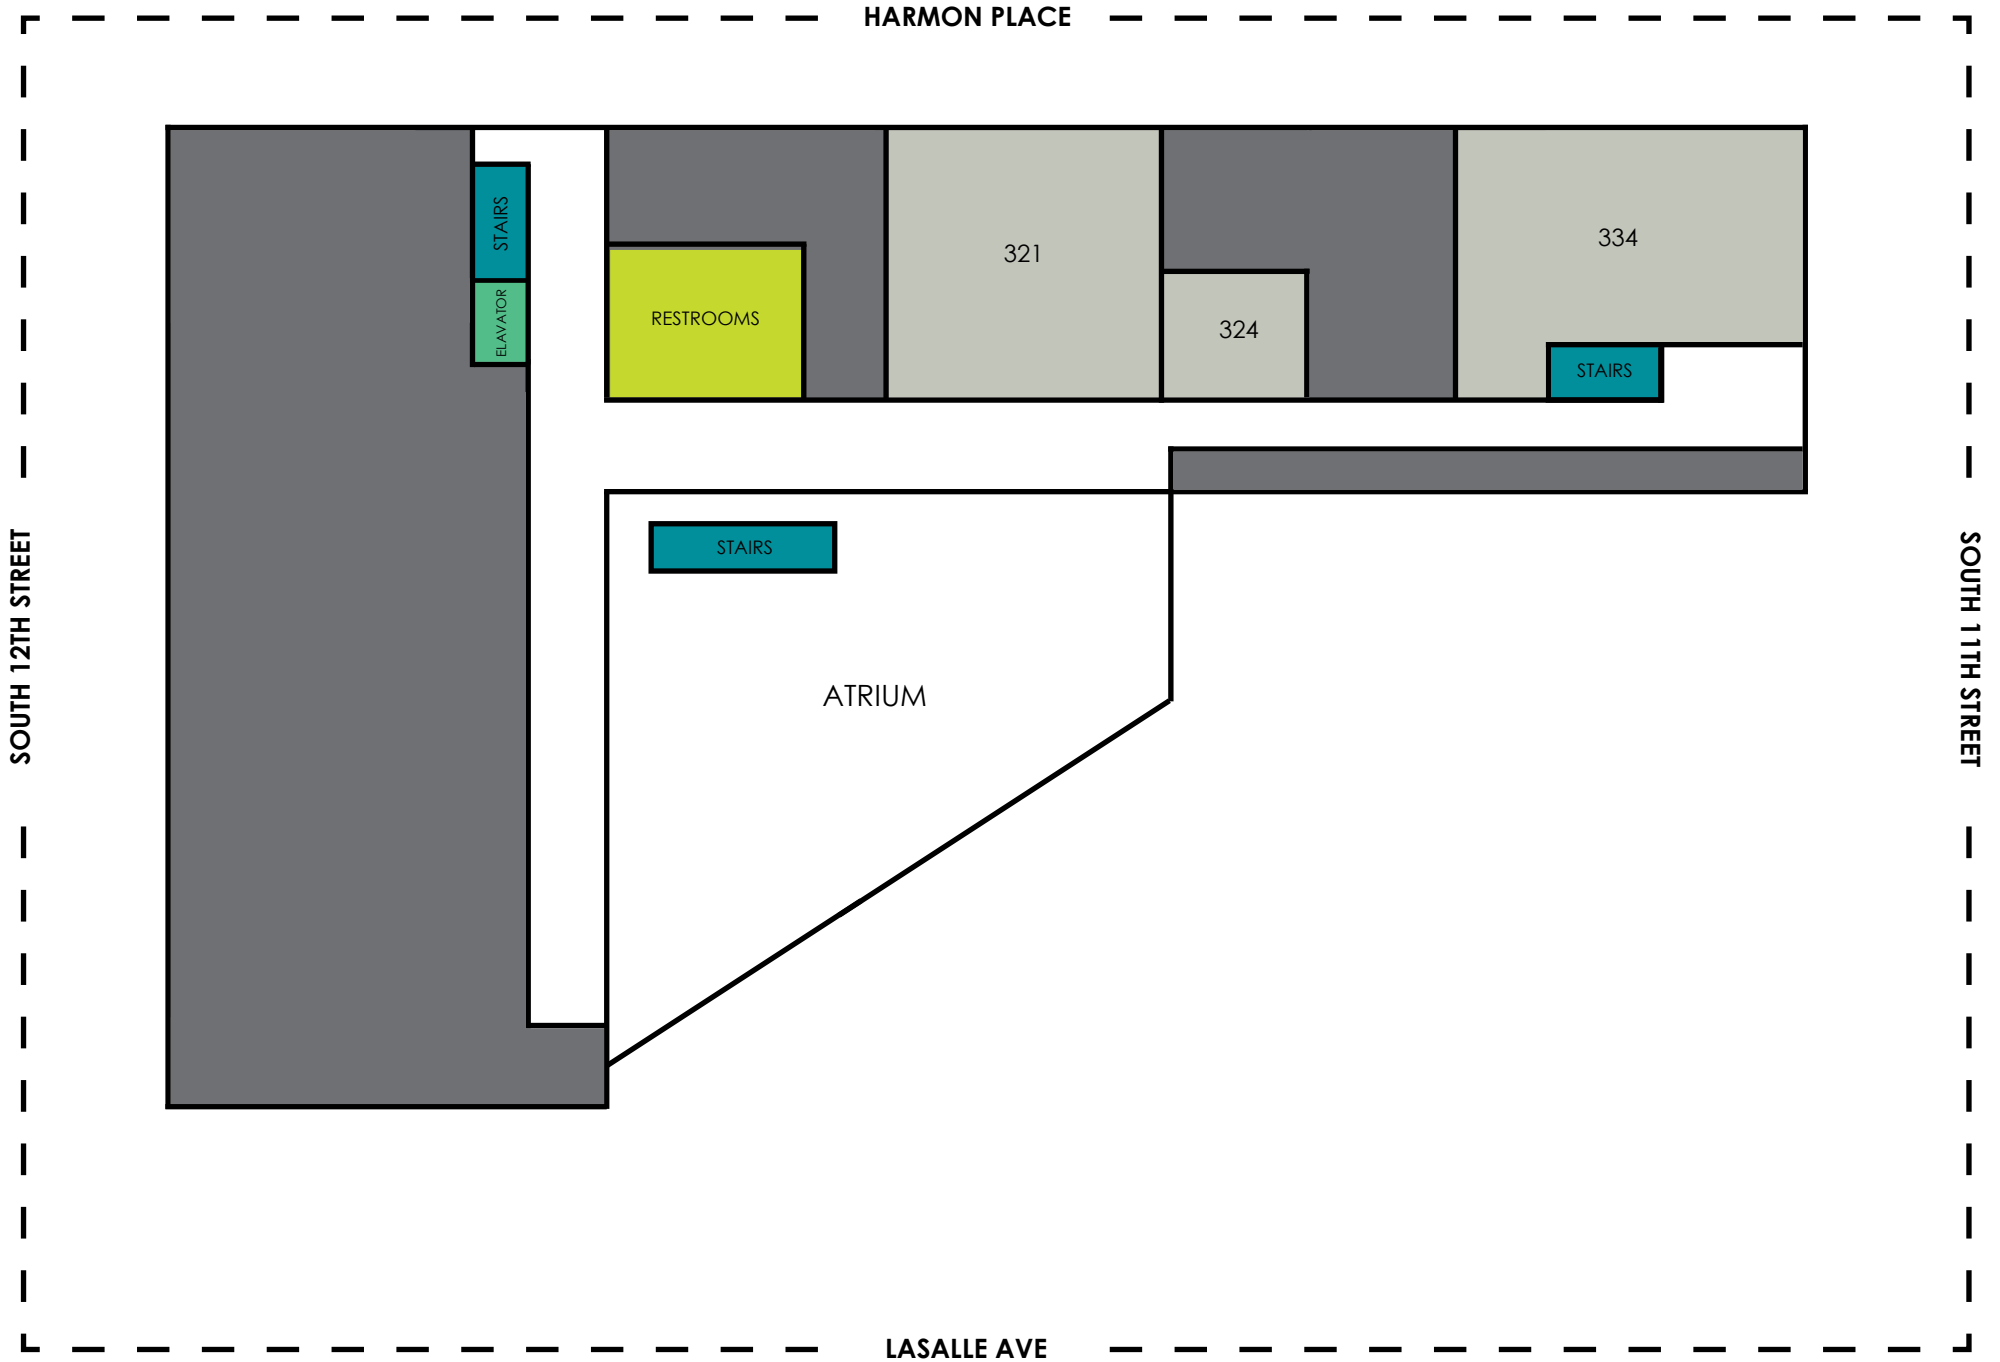 HARMON PLACE
STAIRS
ELAVATOR
RESTROOMS
321
324
334
STAIRS
STAIRS
ATRIUM
SOUTH 12TH STREET
SOUTH 11TH STREET
LASALLE AVE